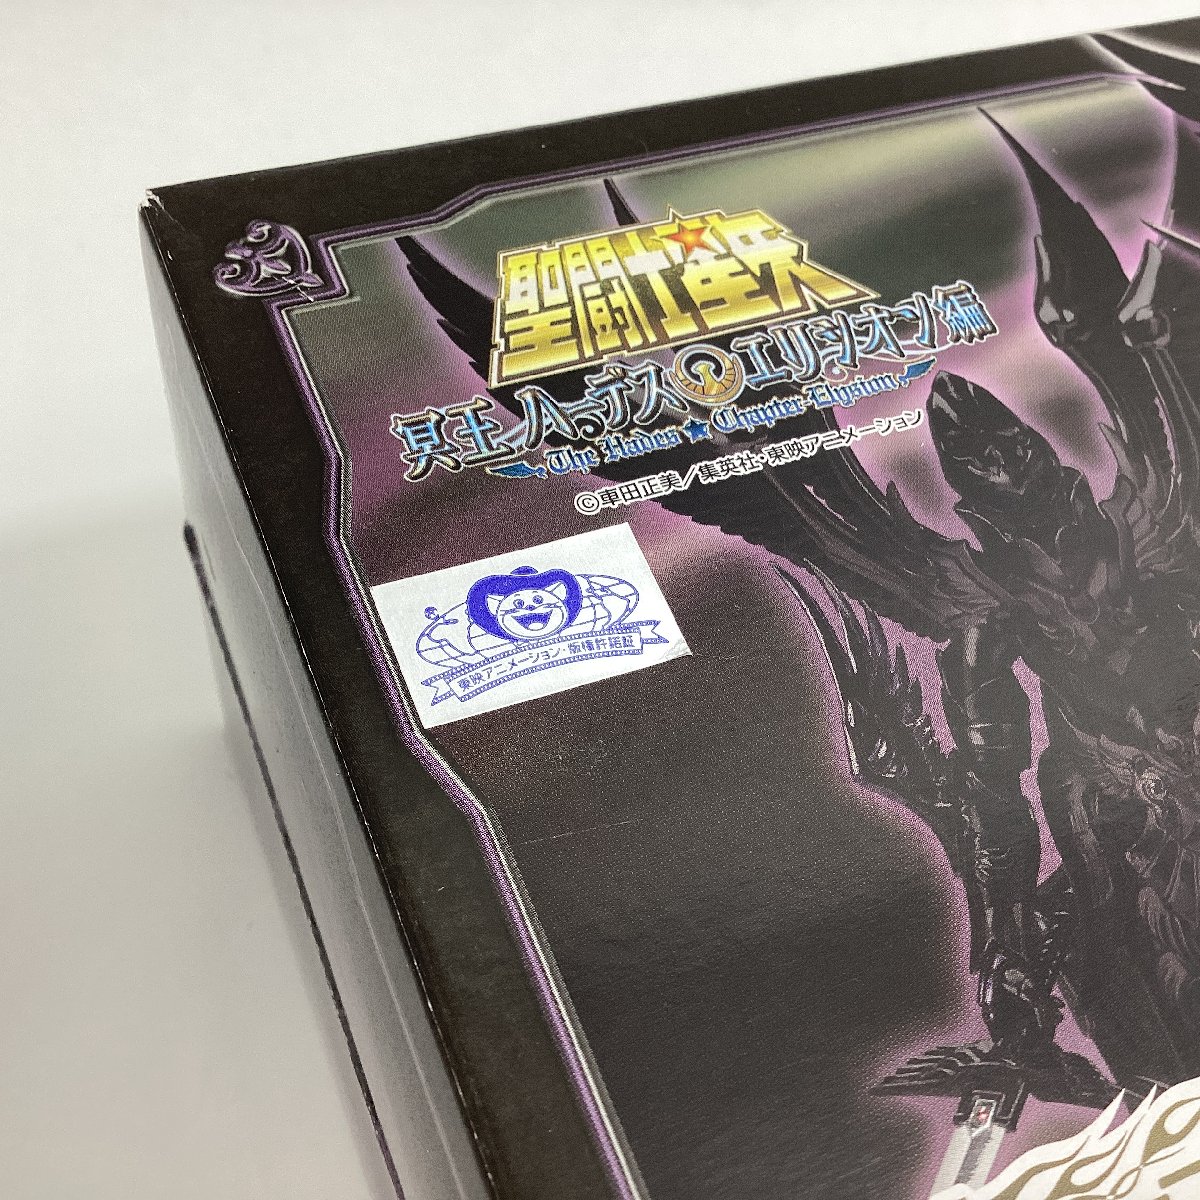 聖闘士星矢
冥王ハーデスエリシオン編
The Hades ★ Chapter Elysion
©車田正美／集英社・東映アニメーション
東映アニメーション・版権許諾証